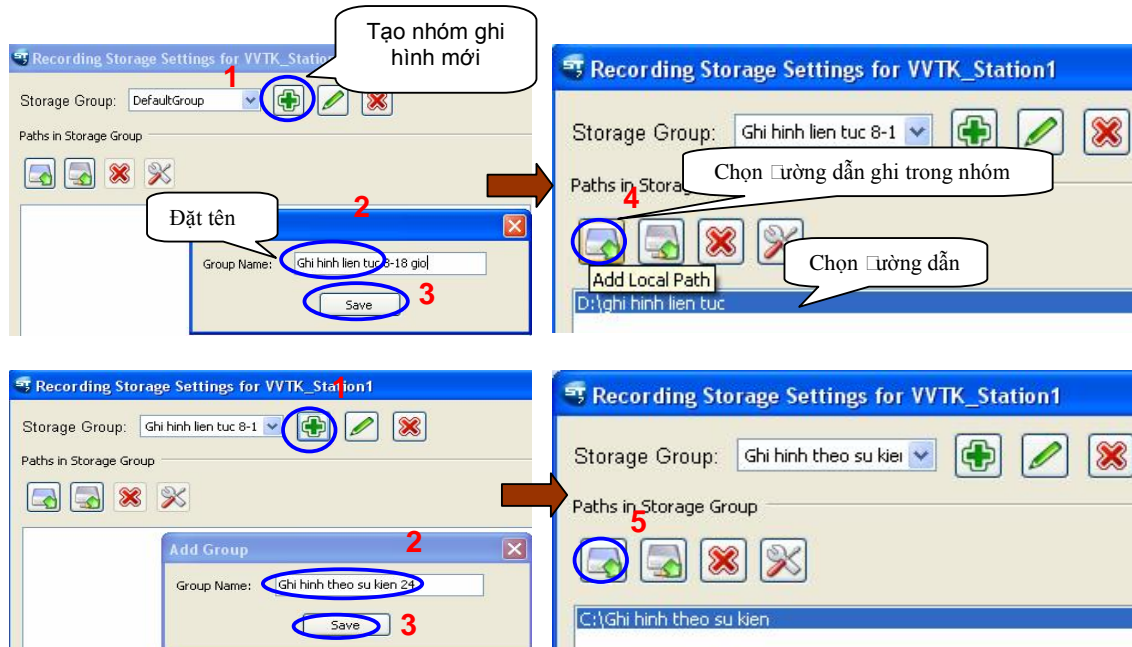 Tạo nhóm ghi
hình mới
Recording Storage Settings for VVTK_Statio
1
Storage Group: DefaultGroup
Paths in Storage Group
2
Đặt tên
Group Name: Ghi hinh lien tuc 8-18 gio
Save
3
Recording Storage Settings for VVTK_Station1
Storage Group: Ghi hinh lien tuc 8-1
Chọn □ường dẫn ghi trong nhóm
Paths in Storag
4
Chọn □ường dẫn
Add Local Path
D:\ghi hinh lien tuc
Recording Storage Settings for VVTK_Station1
1
Storage Group: Ghi hinh lien tuc 8-1
Paths in Storage Group
Add Group
2
Group Name: Ghi hinh theo su kien 24
Save
3
Recording Storage Settings for VVTK_Station1
Storage Group: Ghi hinh theo su kie
Paths in Storage Group
5
C:\Ghi hinh theo su kien